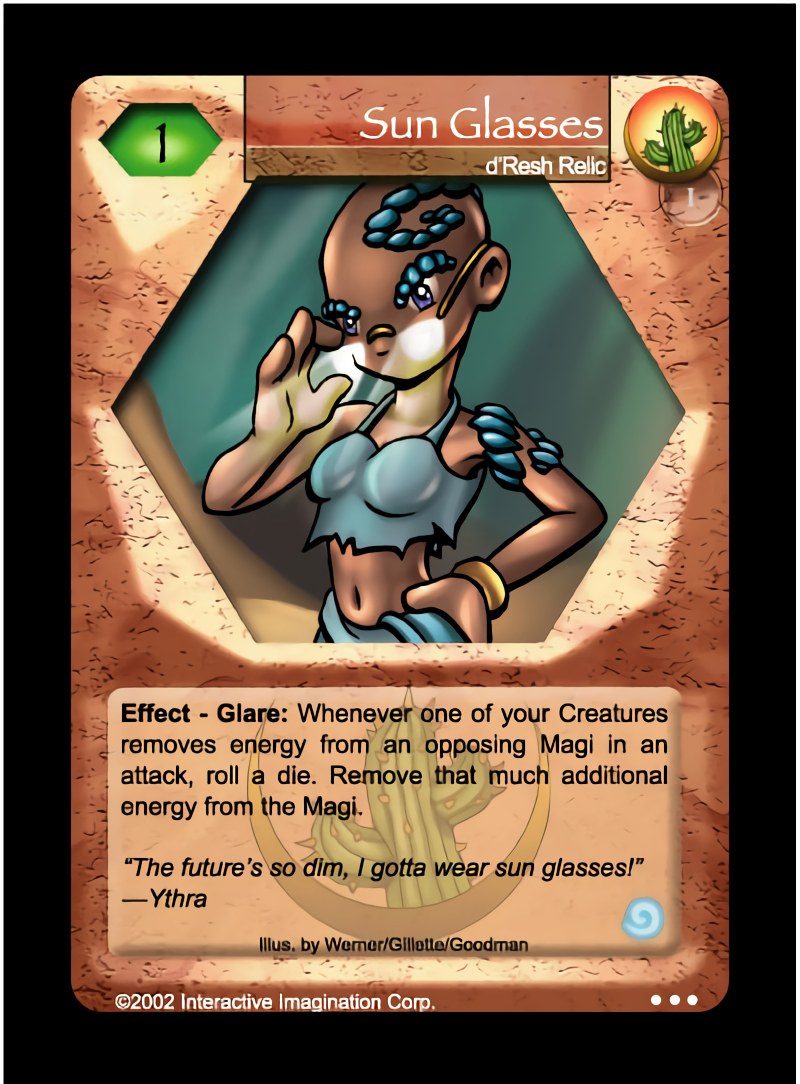 1
Sun Glasses
d'Resh Relic
I
Effect - Glare: Whenever one of your Creatures
removes energy from an opposing Magi in an
attack, roll a die. Remove that much additional
energy from the Magi.
“The future’s so dim, I gotta wear sun glasses!”
—Ythra
Illus. by Werner/Gillette/Goodman
©2002 Interactive Imagination Corp.